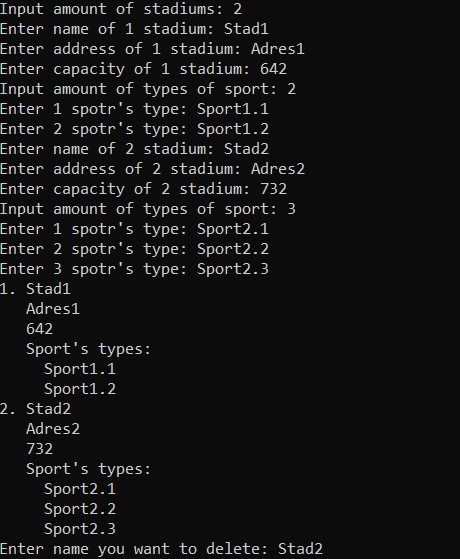 Input amount of stadiums: 2
Enter name of 1 stadium: Stad1
Enter address of 1 stadium: Adres1
Enter capacity of 1 stadium: 642
Input amount of types of sport: 2
Enter 1 spotr's type: Sport1.1
Enter 2 spotr's type: Sport1.2
Enter name of 2 stadium: Stad2
Enter address of 2 stadium: Adres2
Enter capacity of 2 stadium: 732
Input amount of types of sport: 3
Enter 1 spotr's type: Sport2.1
Enter 2 spotr's type: Sport2.2
Enter 3 spotr's type: Sport2.3
1. Stad1
   Adres1
   642
   Sport's types:
     Sport1.1
     Sport1.2
2. Stad2
   Adres2
   732
   Sport's types:
     Sport2.1
     Sport2.2
     Sport2.3
Enter name you want to delete: Stad2